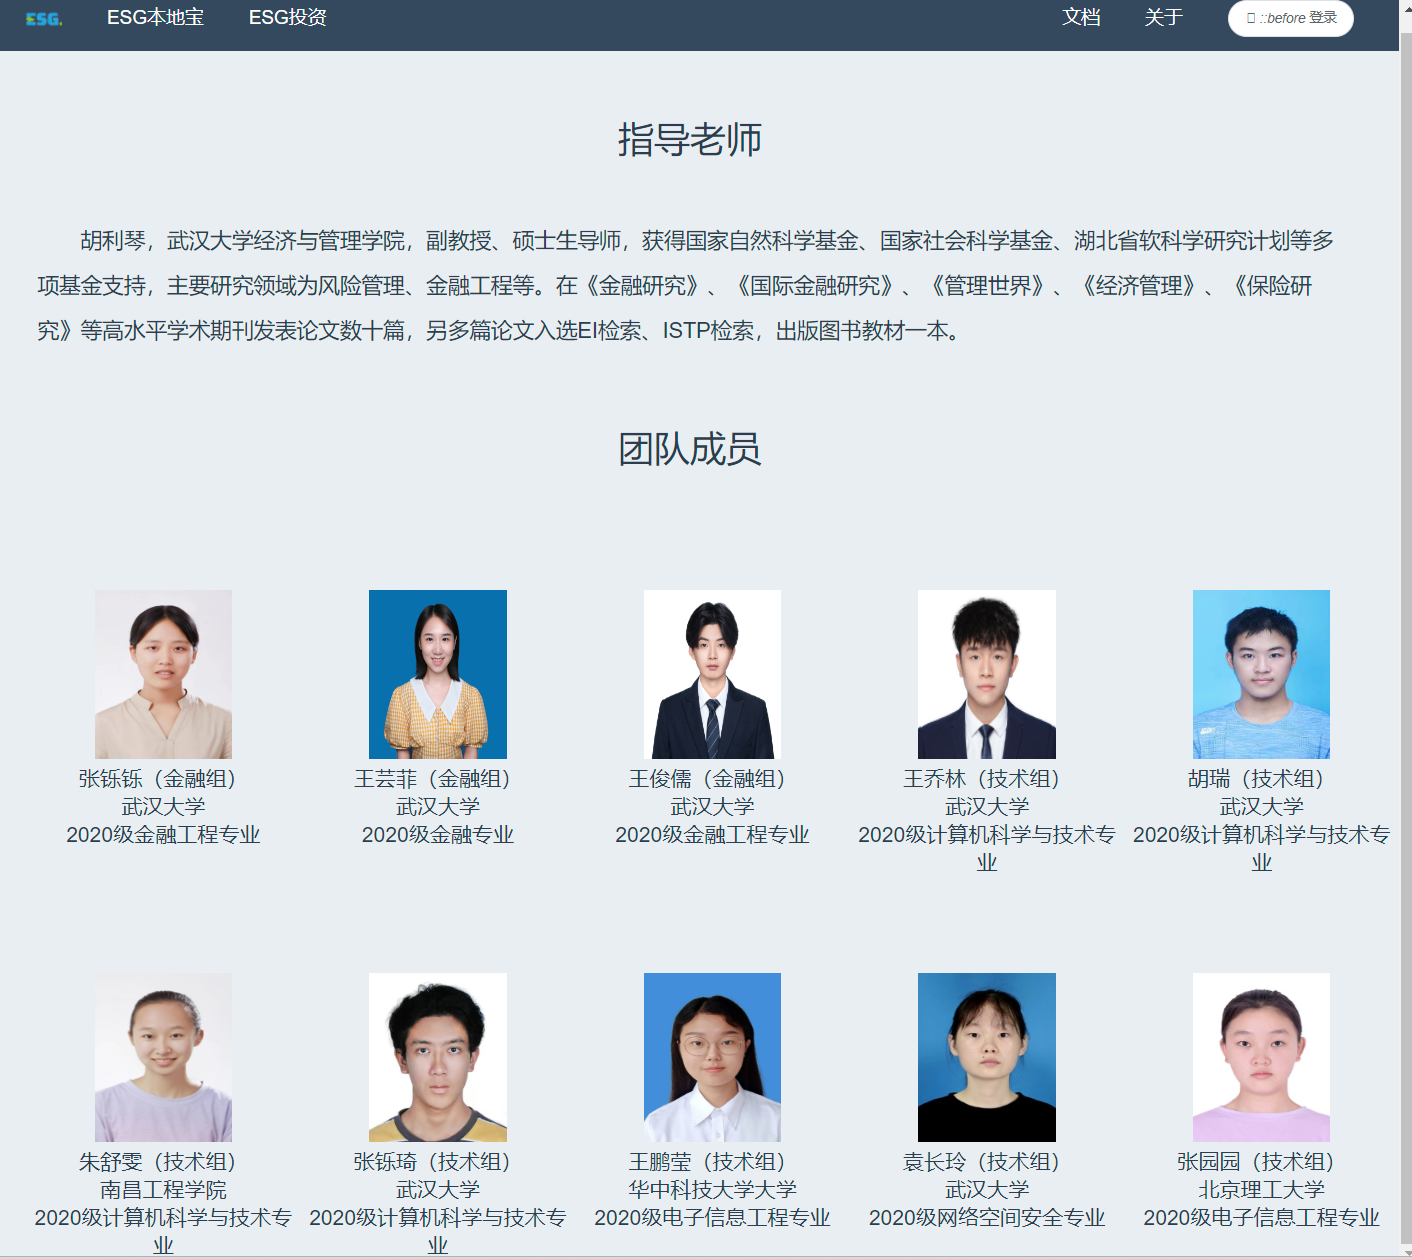 ESG.
ESG本地宝
ESG投资
文档
关于
::before 登录
指导老师
胡利琴，武汉大学经济与管理学院，副教授、硕士生导师，获得国家自然科学基金、国家社会科学基金、湖北省软科学研究计划等多
项基金支持，主要研究领域为风险管理、金融工程等。在《金融研究》、《国际金融研究》、《管理世界》、《经济管理》、《保险研
究》等高水平学术期刊发表论文数十篇，另多篇论文入选EI检索、ISTP检索，出版图书教材一本。
团队成员
张铄铄（金融组）
武汉大学
2020级金融工程专业
王芸菲（金融组）
武汉大学
2020级金融专业
王俊儒（金融组）
武汉大学
2020级金融工程专业
王乔林（技术组）
武汉大学
2020级计算机科学与技术专
业
胡瑞（技术组）
武汉大学
2020级计算机科学与技术专
业
朱舒雯（技术组）
南昌工程学院
2020级计算机科学与技术专
业
张铄琦（技术组）
武汉大学
2020级计算机科学与技术专
业
王鹏莹（技术组）
华中科技大学大学
2020级电子信息工程专业
袁长玲（技术组）
武汉大学
2020级网络空间安全专业
张园园（技术组）
北京理工大学
2020级电子信息工程专业